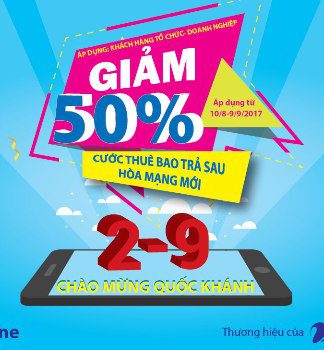 ÁP DỤNG: KHÁCH HÀNG TỔ CHỨC- DOANH NGHIỆP
GIẢM
50%
Áp dụng từ
10/8-9/9/2017
CƯỚC THUÊ BAO TRẢ SAU
HÒA MẠNG MỚI
2-9
CHÀO MỪNG QUỐC KHÁNH
ne
Thương hiệu của